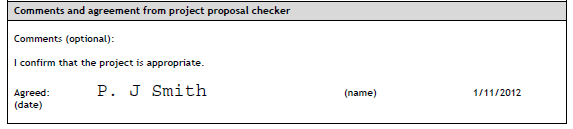 Comments and agreement from project proposal checker
Comments (optional):
I confirm that the project is appropriate.
Agreed: P. J Smith (name) 1/11/2012
(date)